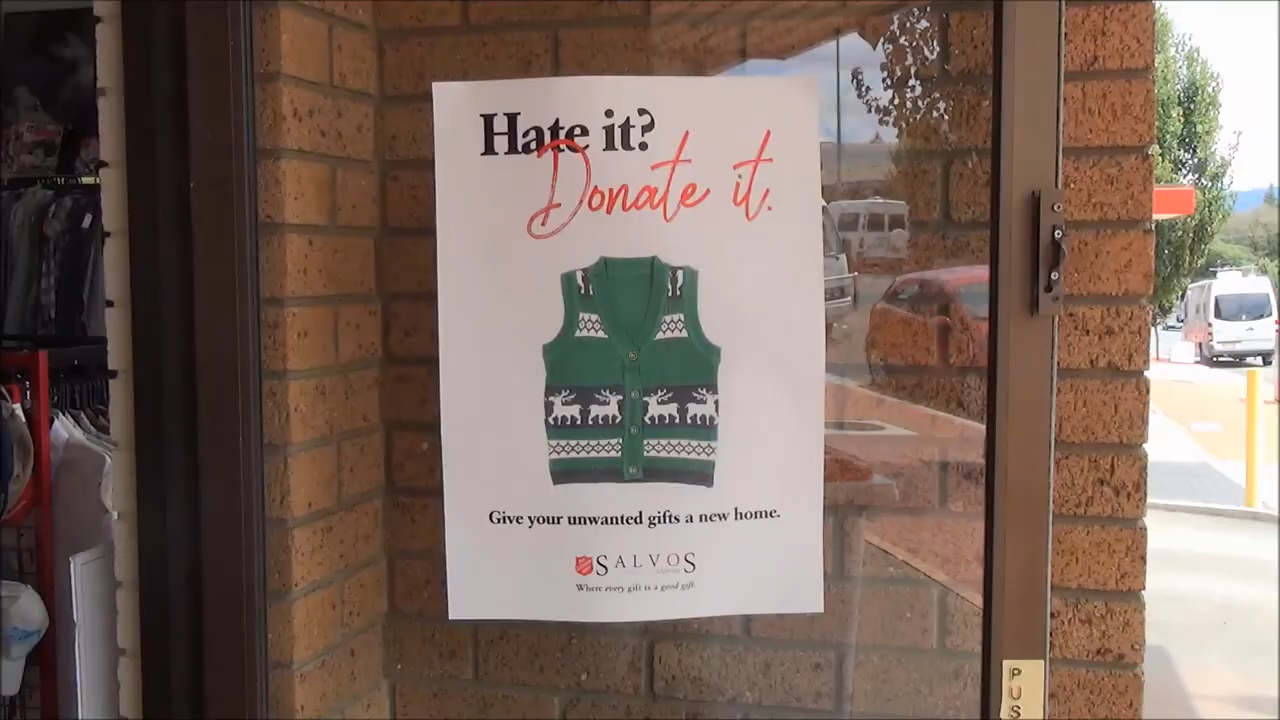 Hate it?
Donate it.
Give your unwanted gifts a new home.
SALVOS
Where every gift is a good gift.
PUS